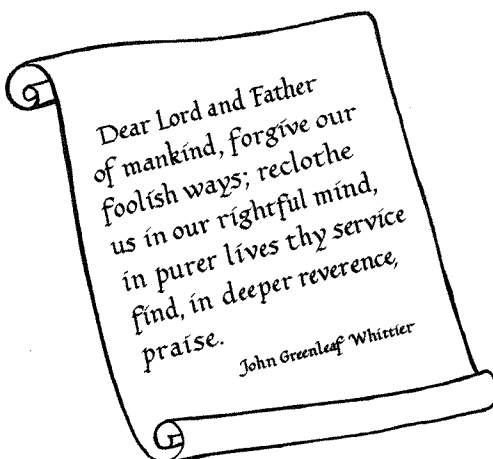 Dear Lord and Father
of mankind, forgive our
foolish ways; reclothe
us in our rightful mind,
in purer lives thy service
find, in deeper reverence,
praise.
John Greenleaf Whittier